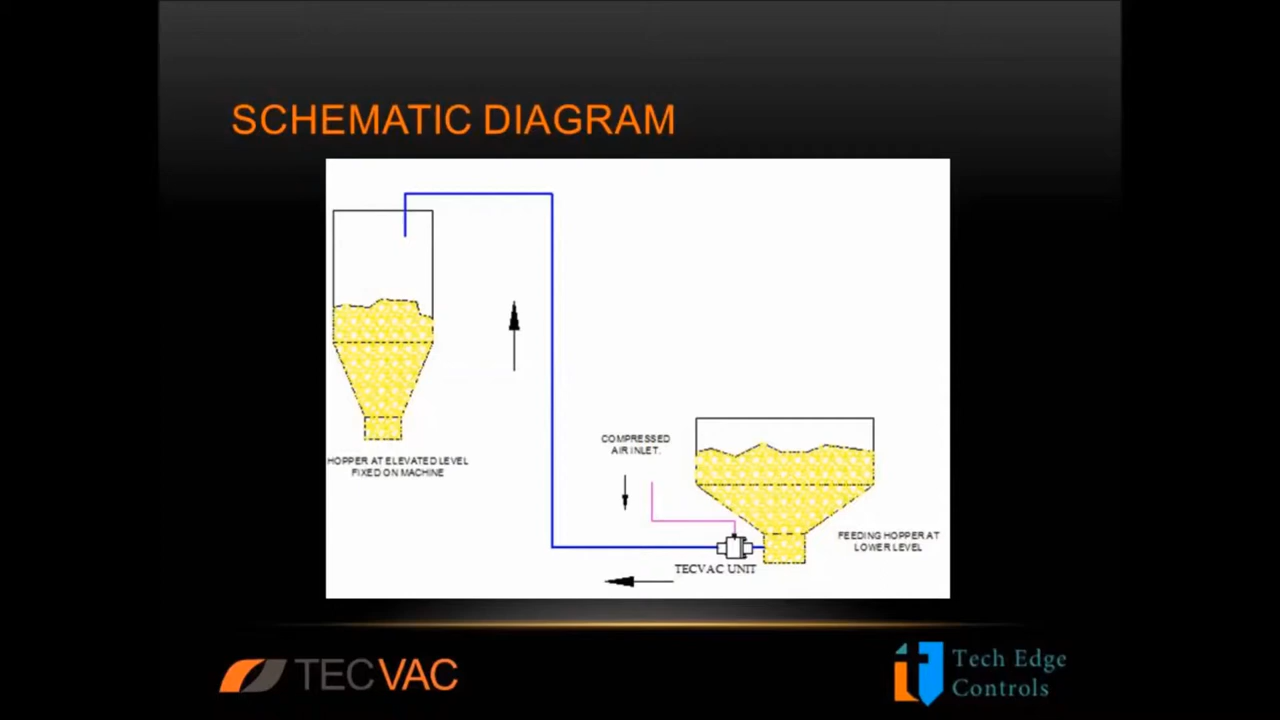 SCHEMATIC DIAGRAM
COMPRESSED
AIR INLET.
HOPPER AT ELEVATED LEVEL
FIXED ON MACHINE
FEEDING HOPPER AT
LOWER LEVEL
TECVAC UNIT
TECVAC
Tech Edge
Controls